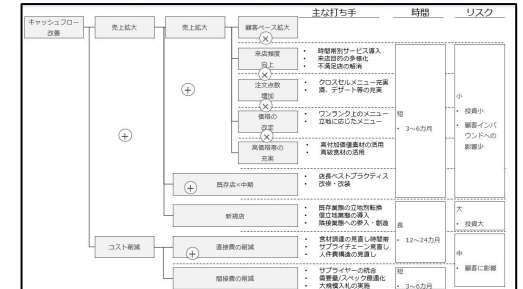 主な打ち手
時間
リスク
キャッシュフロー
改善
売上拡大
売上拡大
顧客ベース拡大
来店頻度
向上
• 時間帯別サービス導入
• 来店目的の多様化
• 不満足店の解消
注文点数
増加
• クロスセルメニュー充実
• 酒、デザート等の充実
価格の
改定
• ワンランク上のメニュー
• 立地に応じたメニュー
高価格帯の
充実
• 高付加価値素材の活用
• 高級食材の活用
短
• 3~6カ月
小
• 投資小
• 顧客インバ
ウンドへの
影響少
既存店×中期
• 店長ベストプラクティス
• 改修・改装
新規店
• 既存業態の立地別転換
• 個立地業態の導入
• 隣接業態への参入・創造
長
• 12~24カ月
大
• 投資大
コスト削減
直接費の削減
• 食材調達の見直し時間帯
• サプライチェーン見直し
• 人件費構造の見直し
中
• 顧客に影響
間接費の削減
• サプライヤーの統合
• 需要量/スペック最適化
• 大規模入札の実施
短
• 3~6カ月